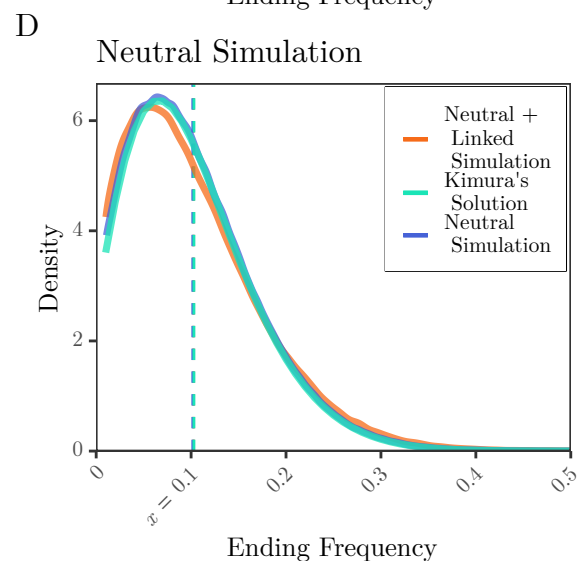 Ending Frequency
D
Neutral Simulation
Neutral +
Linked
Simulation
Kimura's
Solution
Neutral
Simulation
Density
6
4
2
0
0
x = 0.1
0.2
0.3
0.4
0.5
Ending Frequency